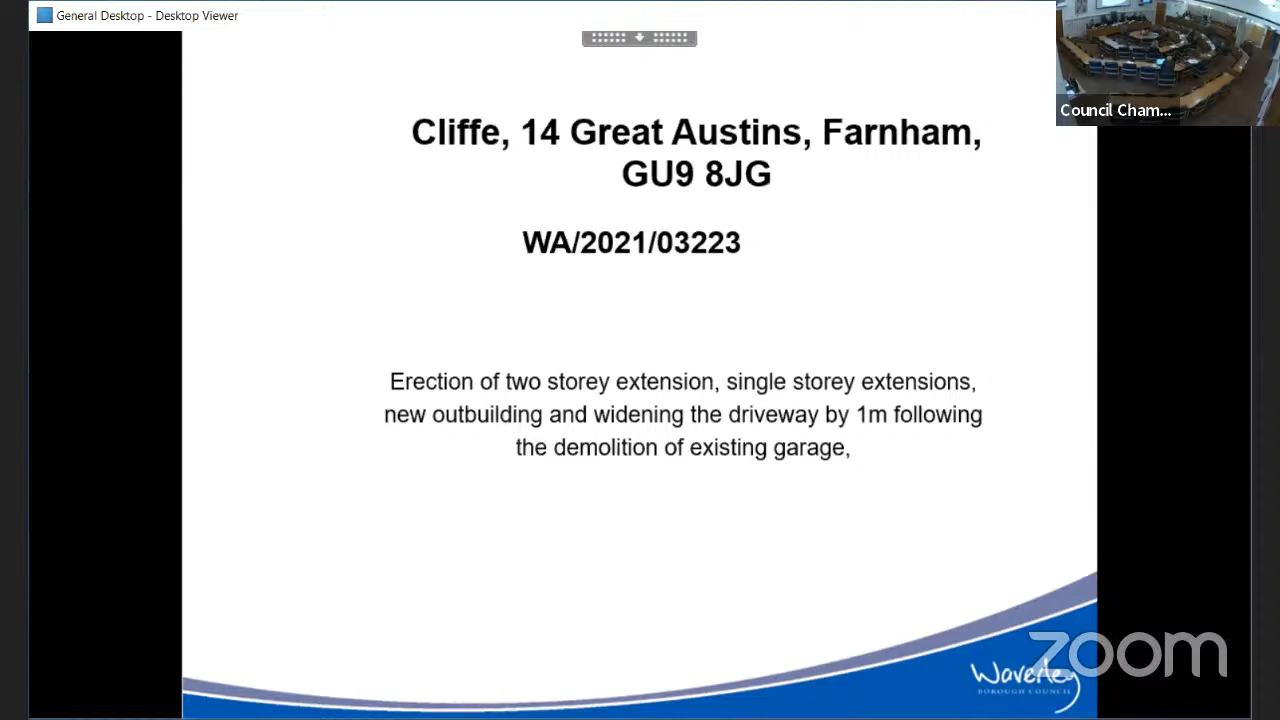 General Desktop - Desktop Viewer
Council Cham...
Cliffe, 14 Great Austins, Farnham,
GU9 8JG
WA/2021/03223
Erection of two storey extension, single storey extensions,
new outbuilding and widening the driveway by 1m following
the demolition of existing garage,
zoom
Waverley
BOROUGH COUNCIL